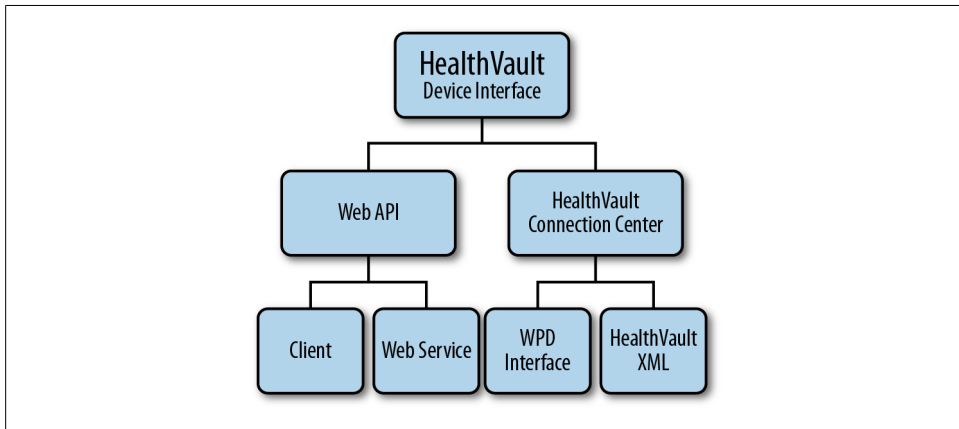 HealthVault
Device Interface
Web API
HealthVault
Connection Center
Client
Web Service
WPD
Interface
HealthVault
XML